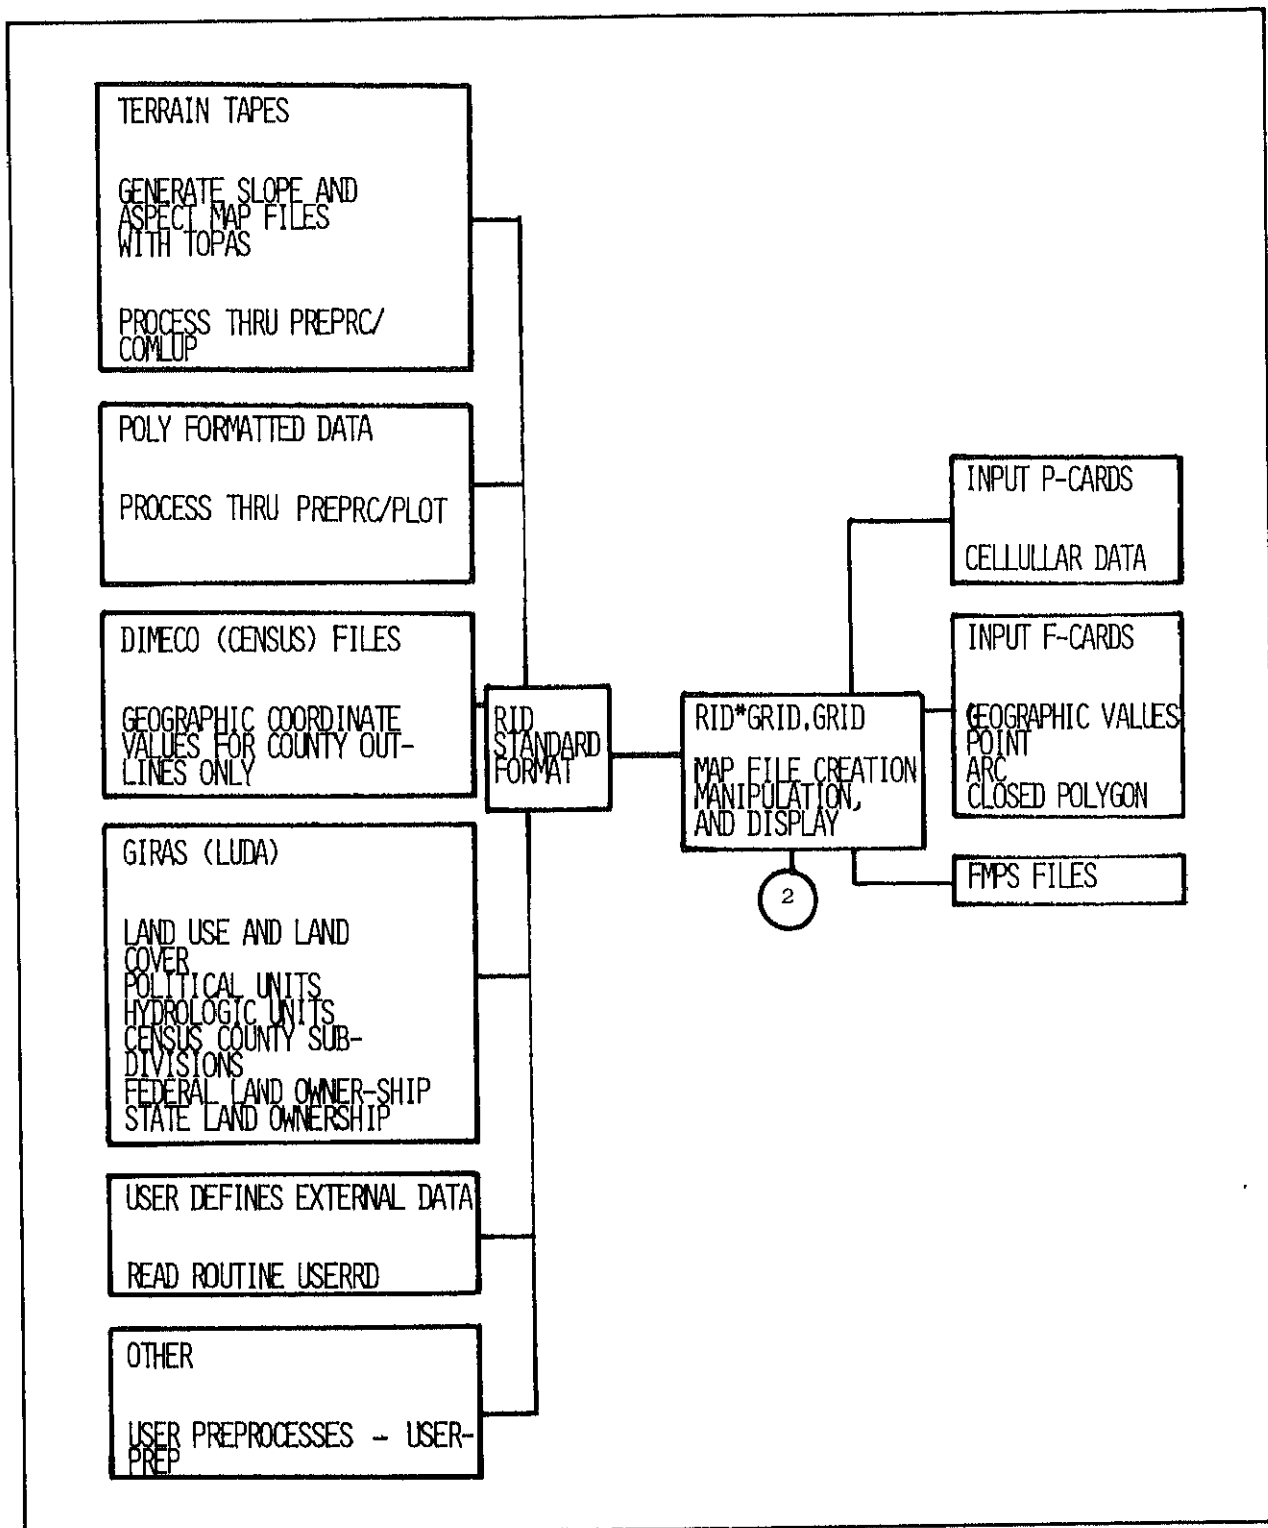 TERRAIN TAPES
GENERATE SLOPE AND
ASPECT MAP FILES
WITH TOPAS
PROCESS THRU PREPRC/
COMLUP
POLY FORMATTED DATA
PROCESS THRU PREPRC/PLOT
DIMECO (CENSUS) FILES
GEOGRAPHIC COORDINATE
VALUES FOR COUNTY OUT-
LINES ONLY
GIRAS (LUDA)
LAND USE AND LAND
COVER
POLITICAL UNITS
HYDROLOGIC UNITS
CENSUS COUNTY SUB-
DIVISIONS
FEDERAL LAND OWNER-SHIP
STATE LAND OWNERSHIP
USER DEFINES EXTERNAL DATA
READ ROUTINE USERRD
OTHER
USER PREPROCESSES - USER-
PREP
RID
STANDARD
FORMAT
RID*GRID.GRID
MAP FILE CREATION
MANIPULATION,
AND DISPLAY
2
INPUT P-CARDS
CELLULLAR DATA
INPUT F-CARDS
GEOGRAPHIC VALUES
POINT
ARC
CLOSED POLYGON
FMPS FILES